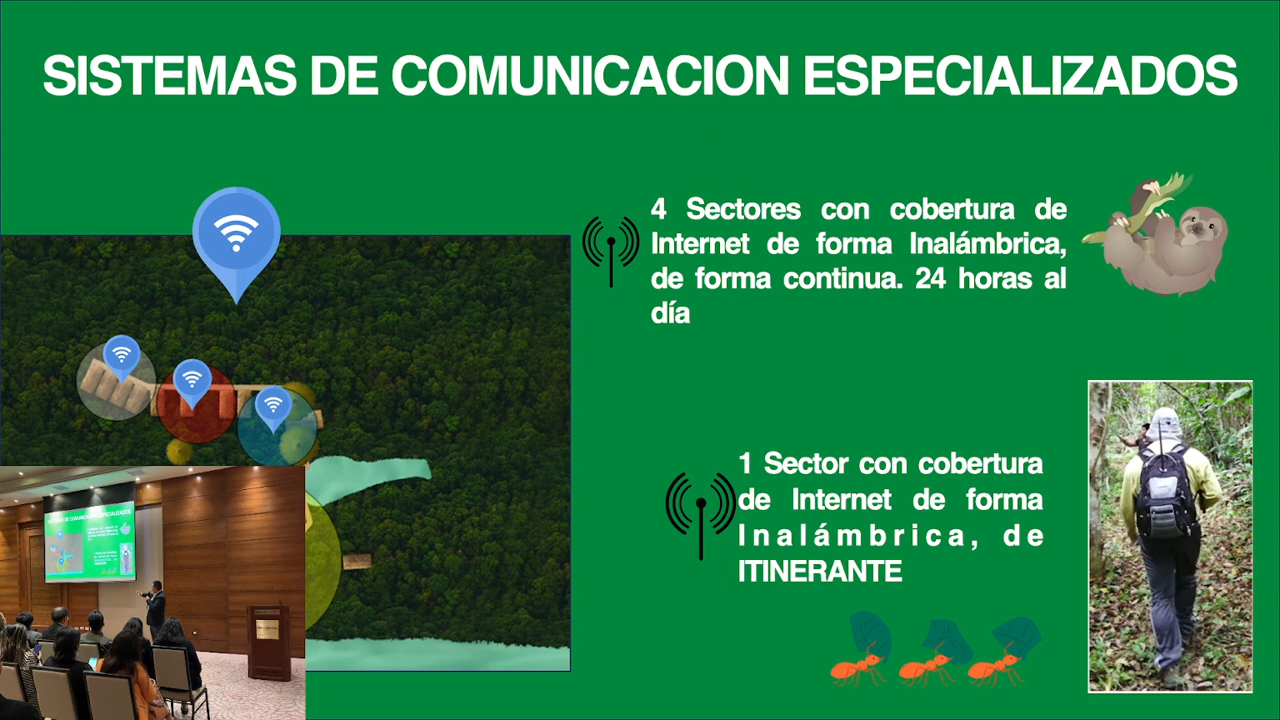 SISTEMAS DE COMUNICACION ESPECIALIZADOS
4 Sectores con cobertura de
Internet de forma Inalámbrica,
de forma continua. 24 horas al
día
1 Sector con cobertura
de Internet de forma
Inalámbrica, de
ITINERANTE